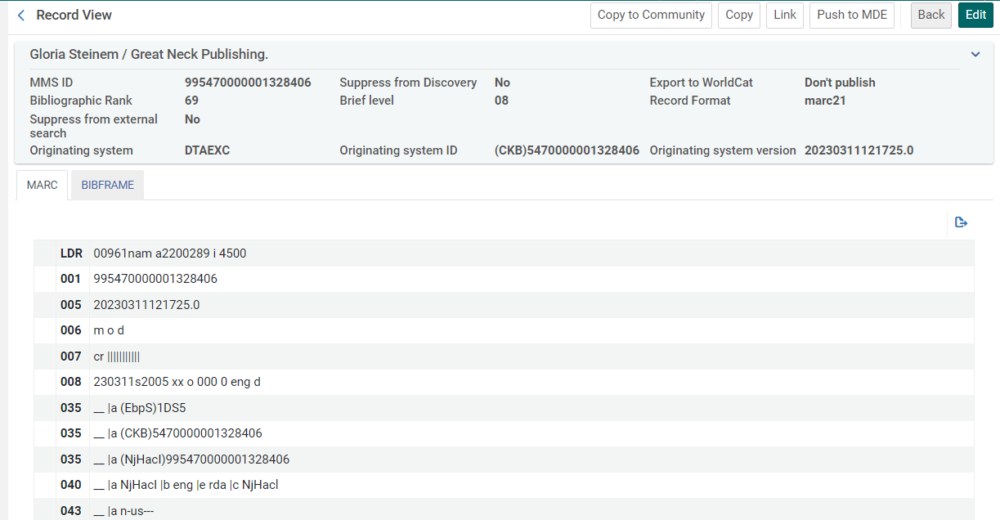 Record View
Copy to Community Copy Link Push to MDE Back Edit
Gloria Steinem / Great Neck Publishing.
MMS ID 995470000001328406 Suppress from Discovery No Export to WorldCat Don't publish
Bibliographic Rank 69 Brief level 08 Record Format marc21
Suppress from external search No
Originating system DTAEXC Originating system ID (CKB)5470000001328406 Originating system version 20230311121725.0
MARC BIBFRAME
LDR 00961nam a2200289 i 4500
001 995470000001328406
005 20230311121725.0
006 m o d
007 cr |||||||||||
008 230311s2005 xx o 000 0 eng d
035 __ |a (EbpS)1DS5
035 __ |a (CKB)5470000001328406
035 __ |a (NjHacI)995470000001328406
040 __ |a NjHacI |b eng |e rda |c NjHacl
043 __ |a n-us---